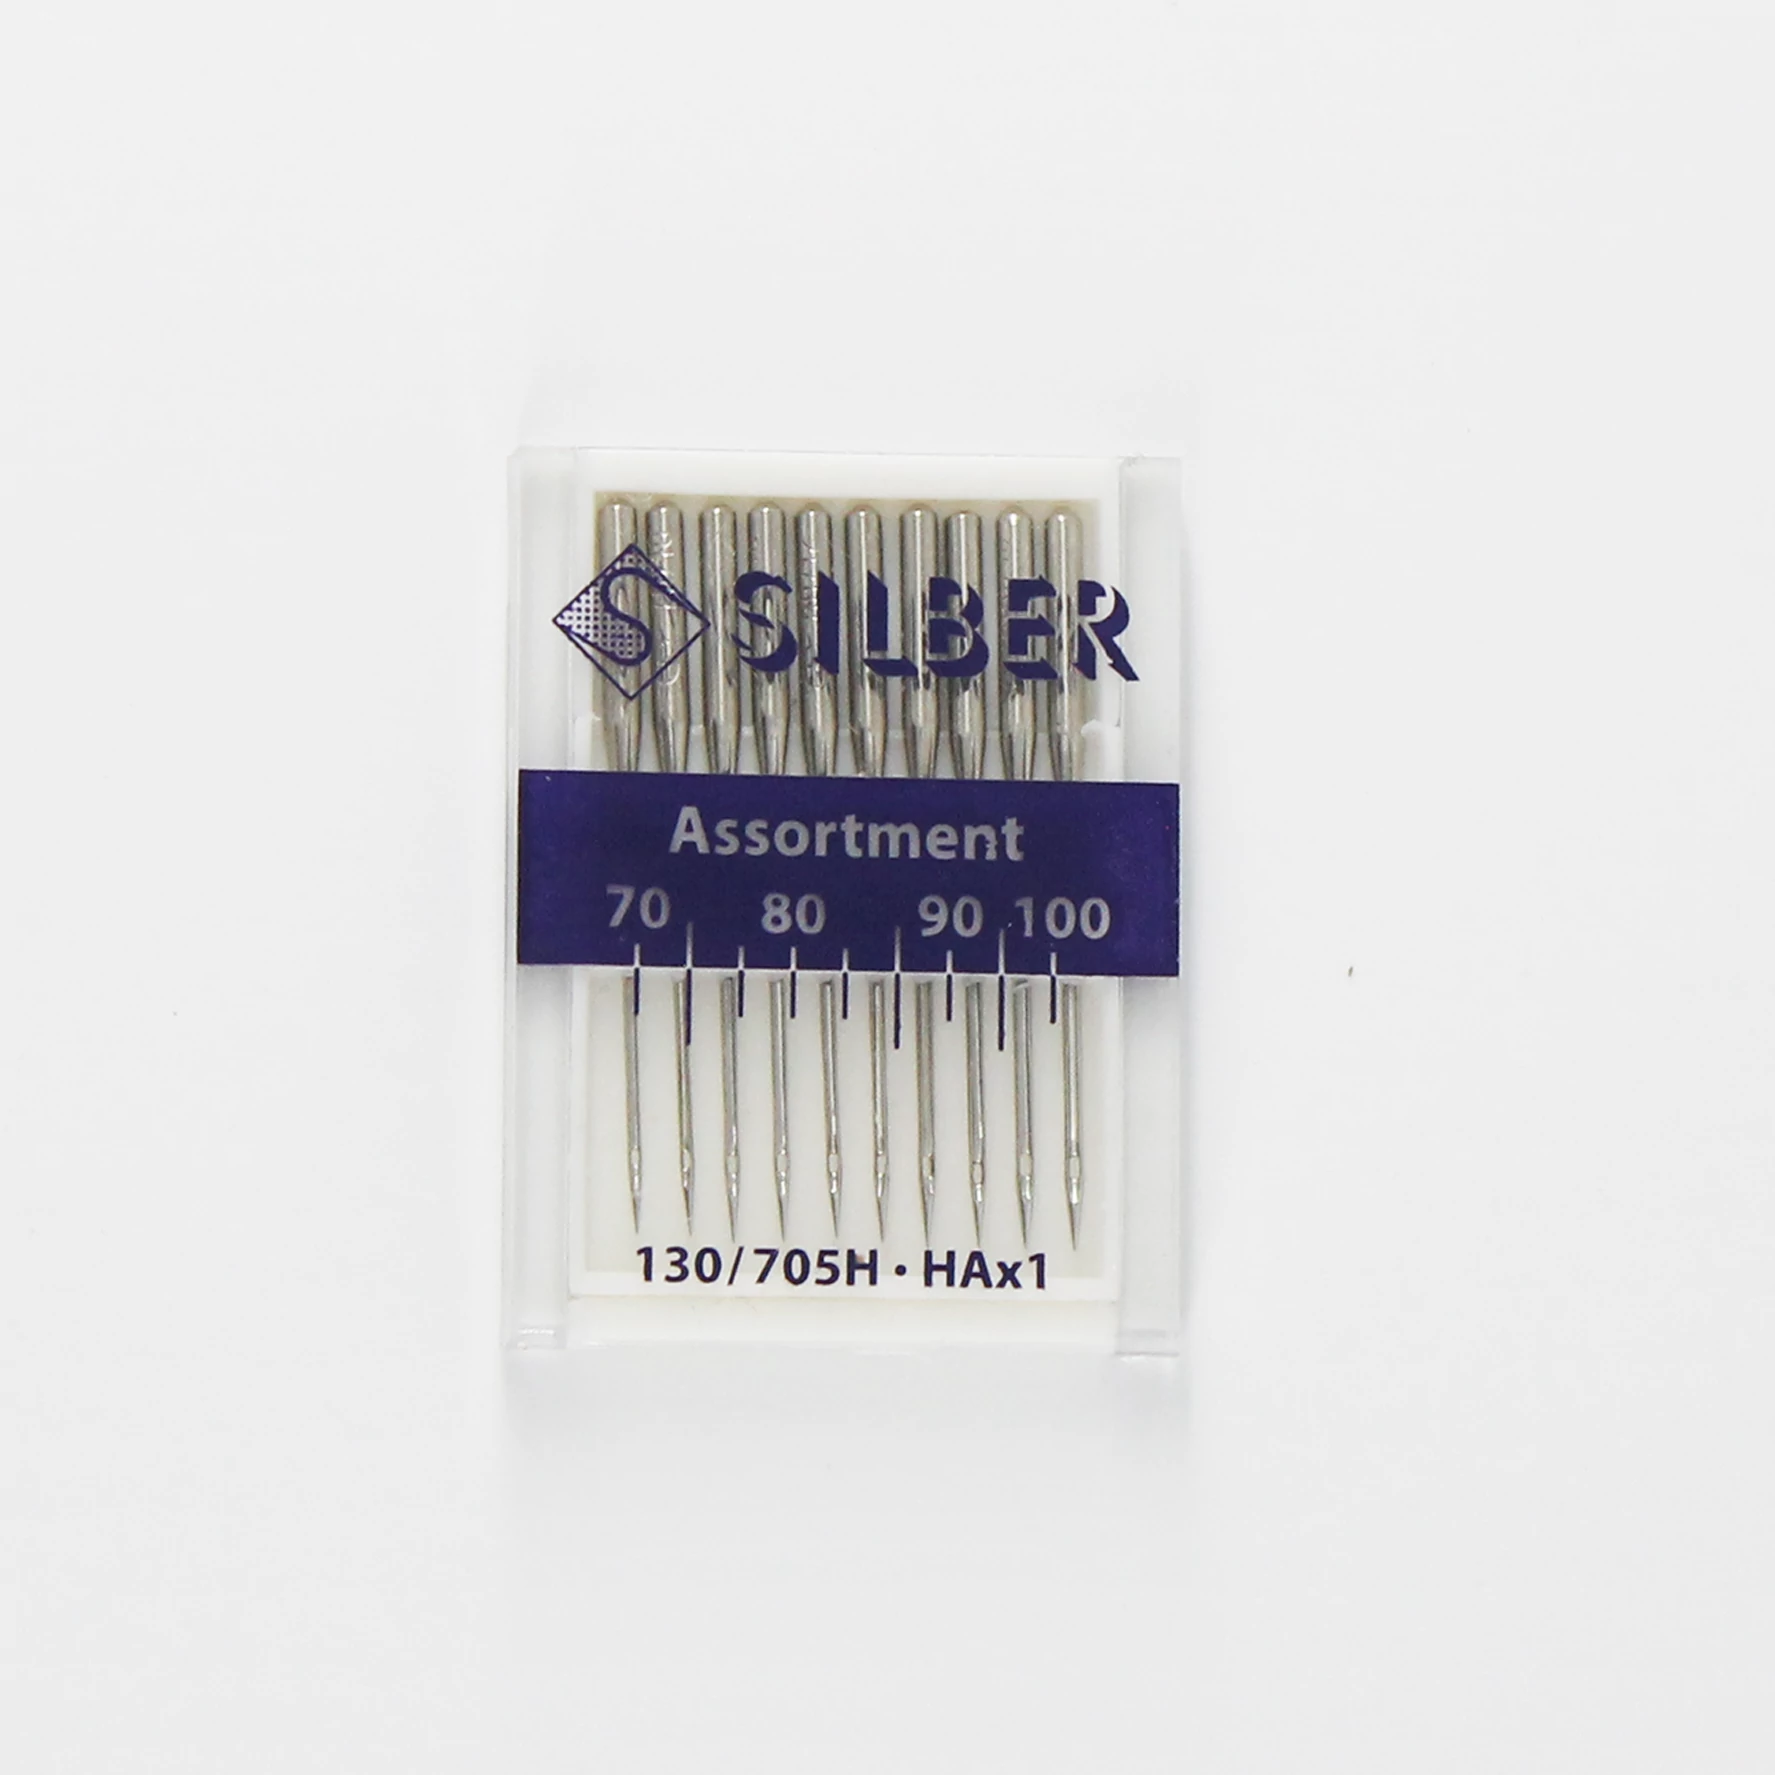 S SILBER
Assortment
70 80 90 100
130/705H • HAx1